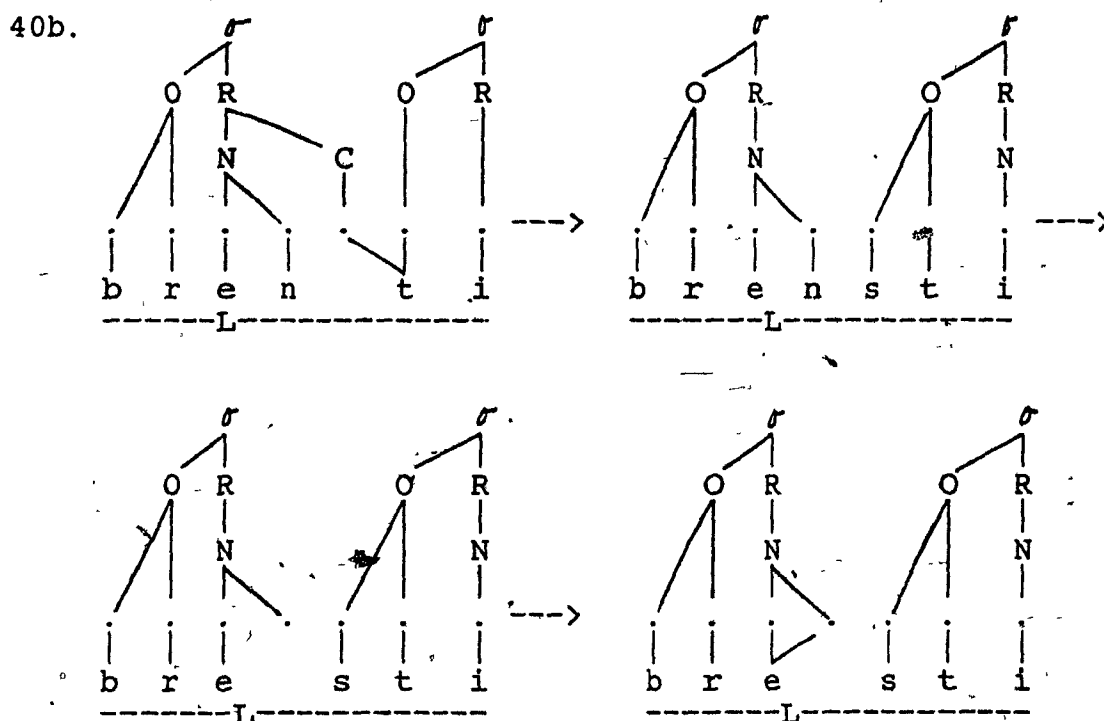 40b.
σ σ σ σ
O R O R O R O R
N C N N
b r e n t i ---> b r e n s t i --->
------L-------------- ------L------------
σ σ σ σ
O R O R O R O R
N N N N
b r e s t i ---> b r e s t i
------L-------------- ------L------------